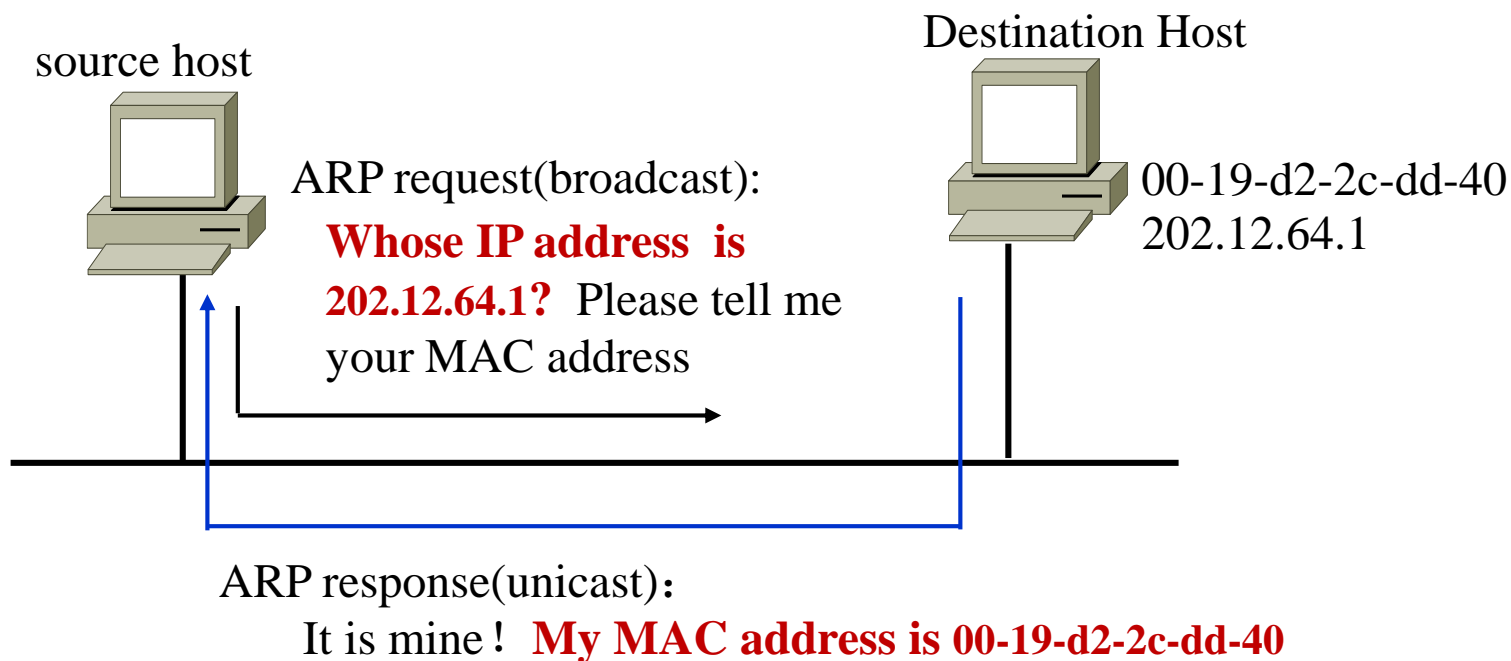 source host
Destination Host
ARP request(broadcast):
Whose IP address is
202.12.64.1? Please tell me
your MAC address
00-19-d2-2c-dd-40
202.12.64.1
ARP response(unicast)：
It is mine！ My MAC address is 00-19-d2-2c-dd-40